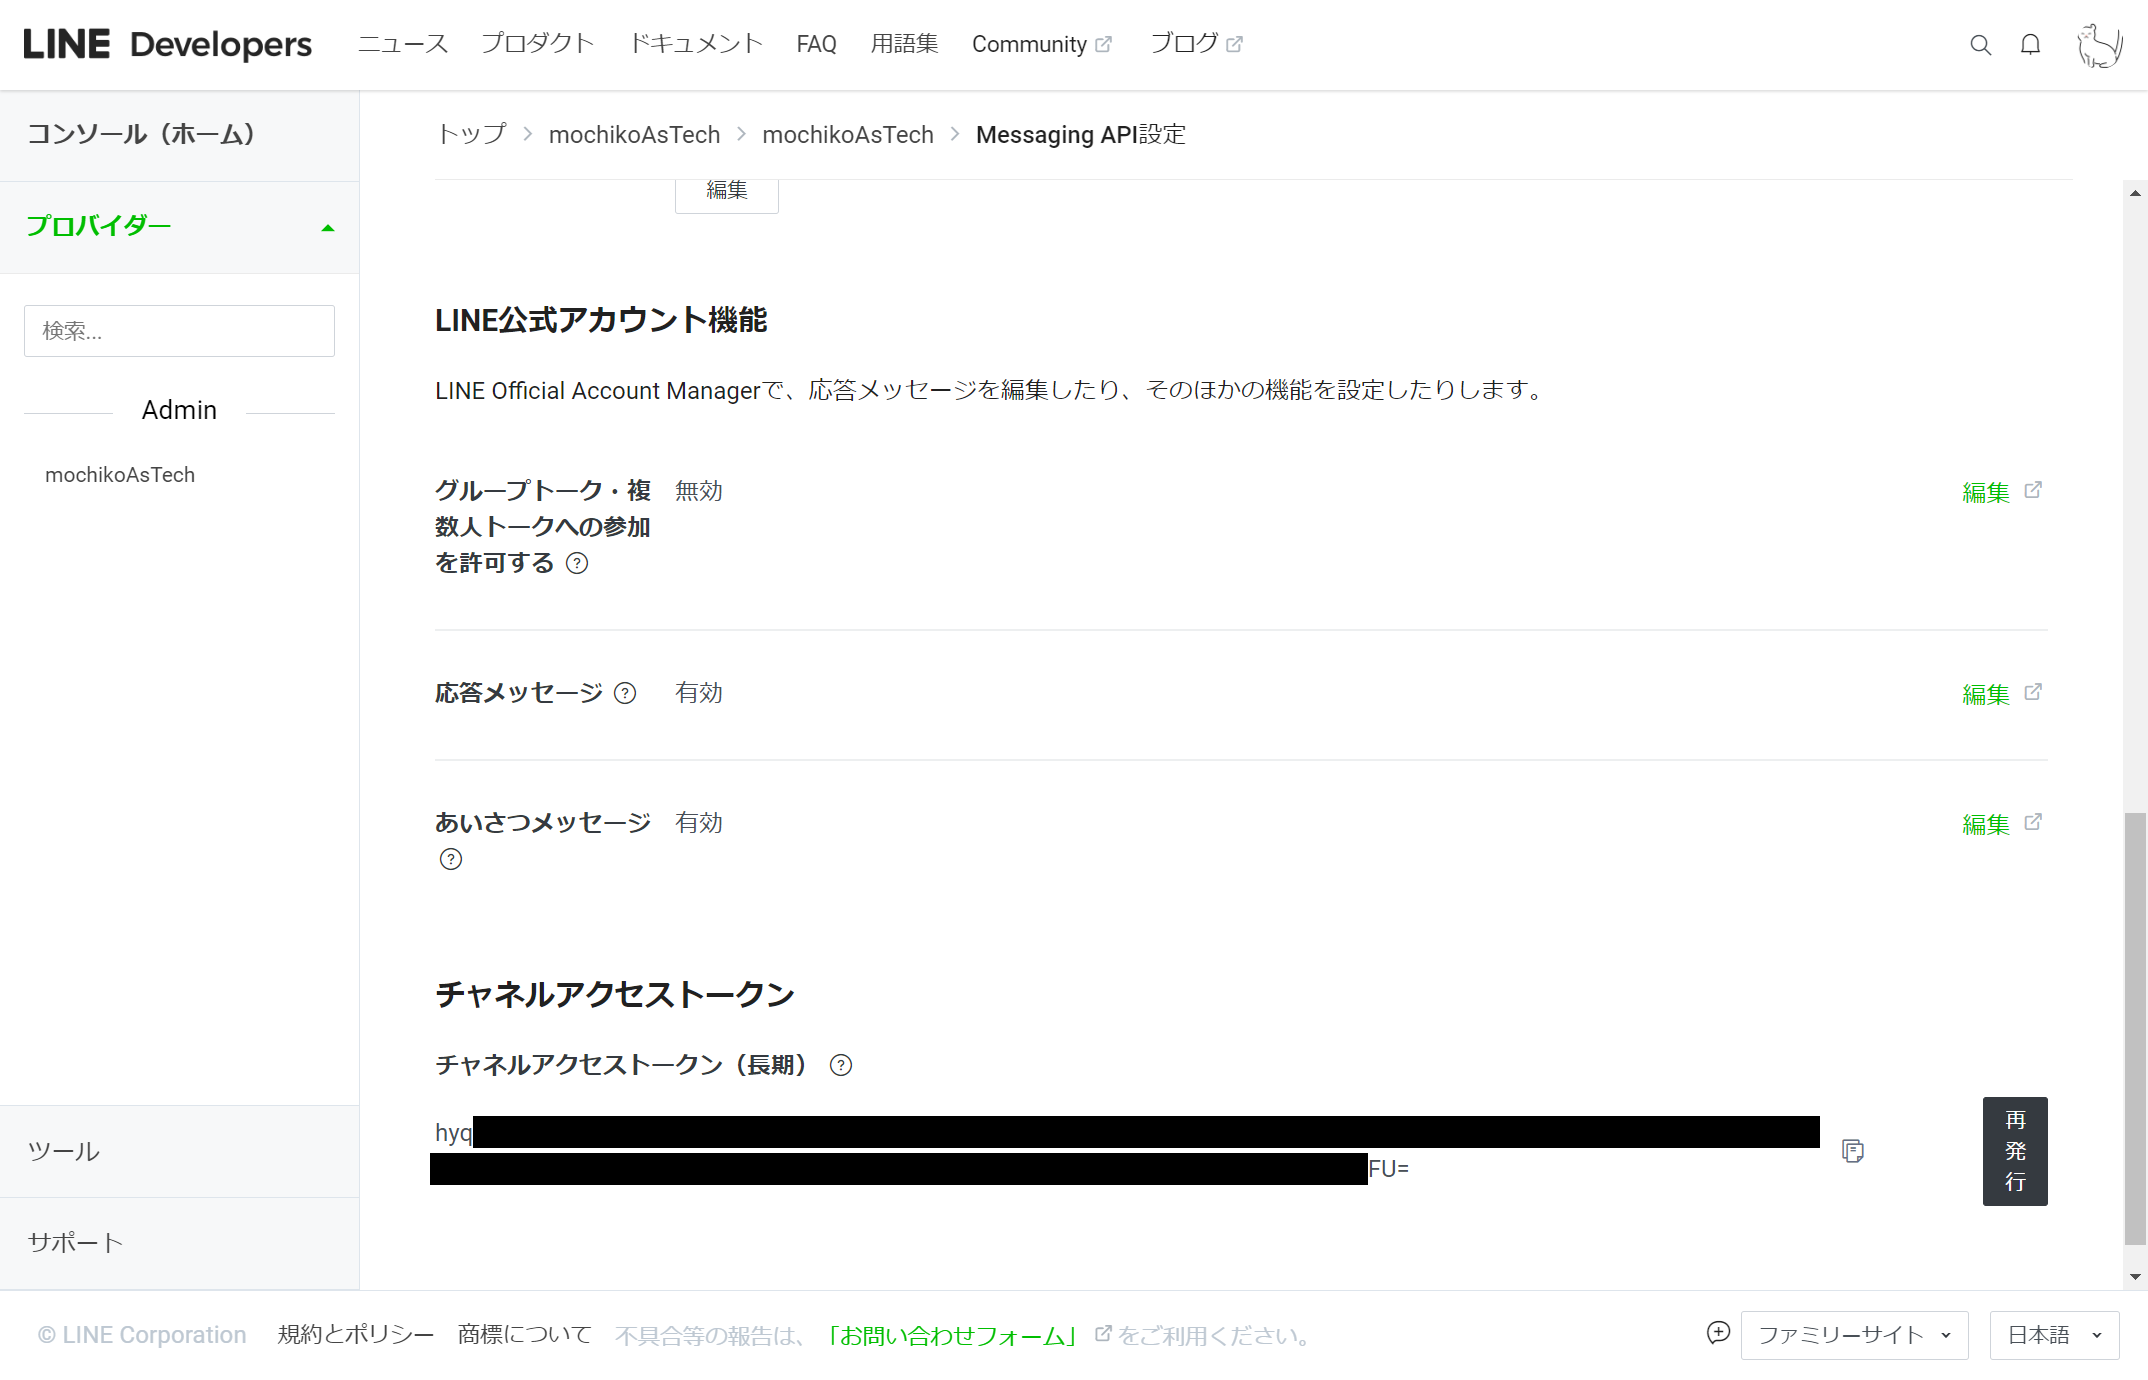 LINE Developers ニュース プロダクト ドキュメント FAQ 用語集 Community ブログ
コンソール（ホーム）
プロバイダー
検索...
Admin
mochikoAsTech
ツール
サポート
トップ > mochikoAsTech > mochikoAsTech > Messaging API設定
編集
LINE公式アカウント機能
LINE Official Account Managerで、応答メッセージを編集したり、そのほかの機能を設定したりします。
グループトーク・複 無効 編集
数人トークへの参加
を許可する ?
応答メッセージ ? 有効 編集
あいさつメッセージ 有効 編集
?
チャネルアクセストークン
チャネルアクセストークン（長期） ?
hyq
FU=
再
発
行
© LINE Corporation 規約とポリシー 商標について 不具合等の報告は、「お問い合わせフォーム」をご利用ください。 ファミリーサイト 日本語